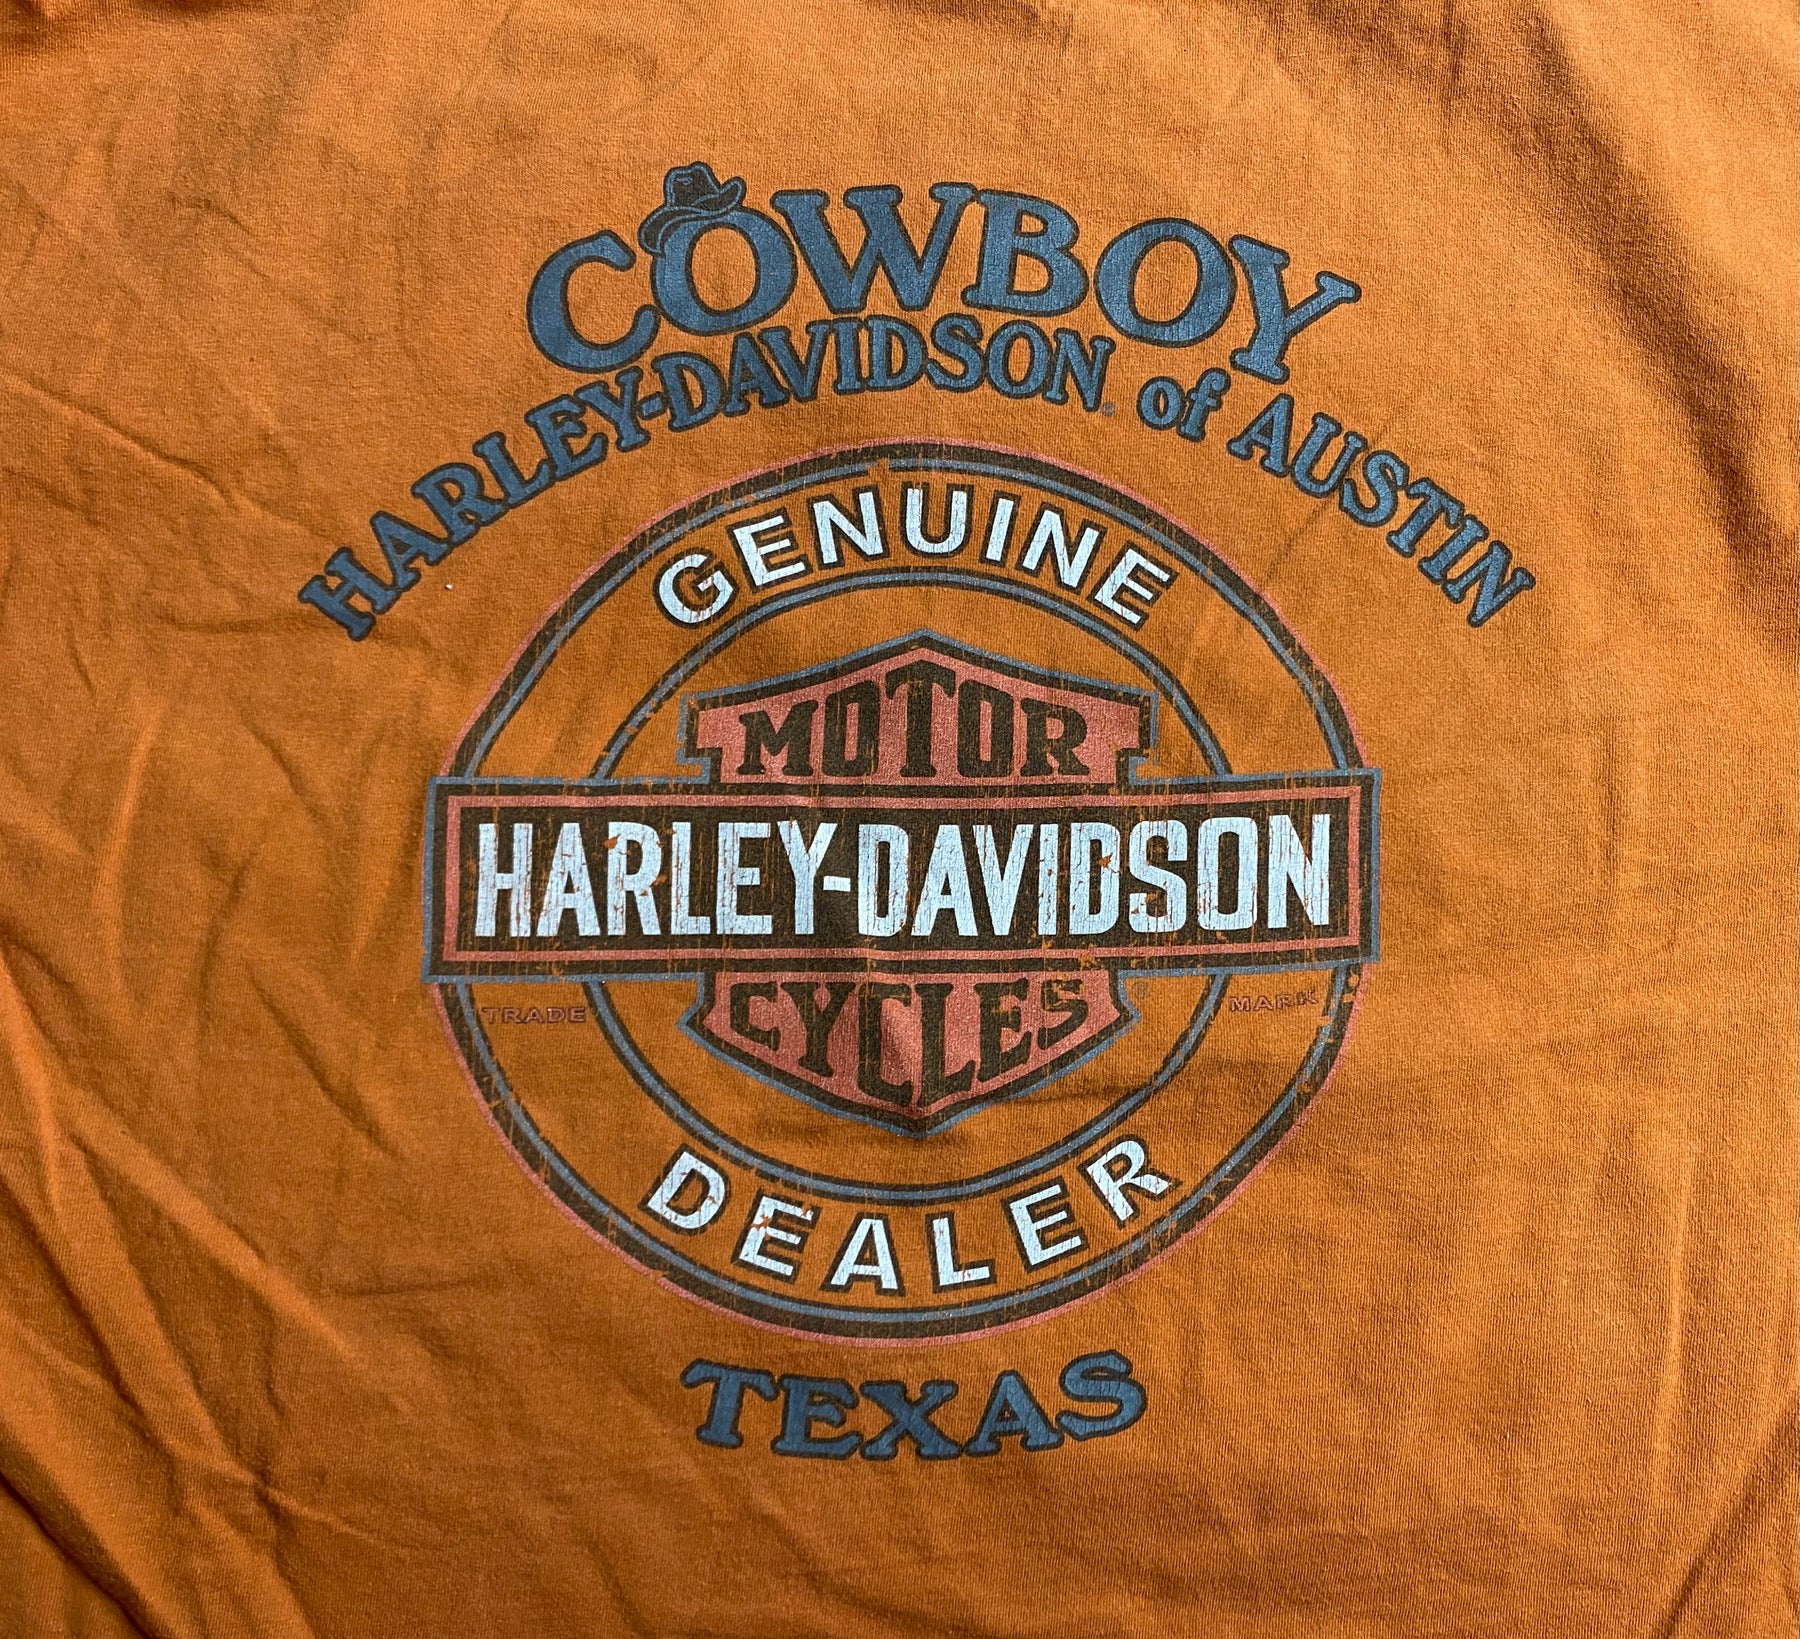 COWBOY
HARLEY-DAVIDSON® of AUSTIN
GENUINE
MOTOR
HARLEY-DAVIDSON
CYCLES ®
TRADE MARK
DEALER
TEXAS